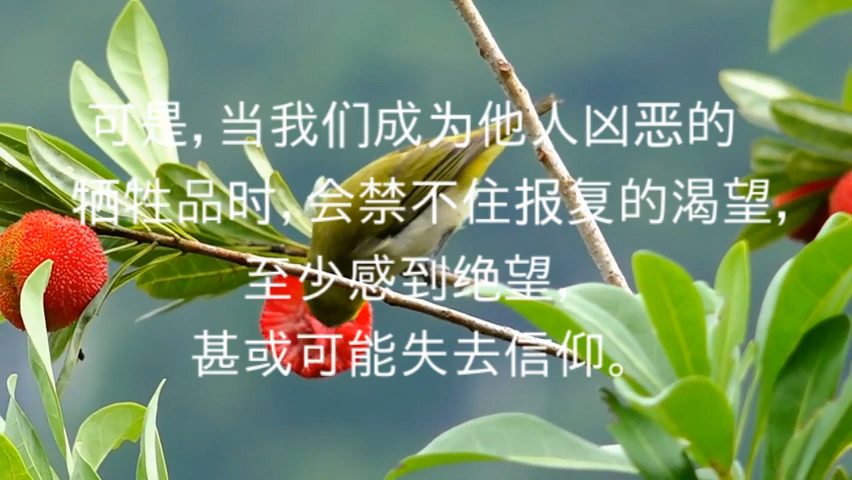 可是,当我们成为他人凶恶的
牺牲品时,会禁不住报复的渴望,
至少感到绝望,
甚或可能失去信仰。